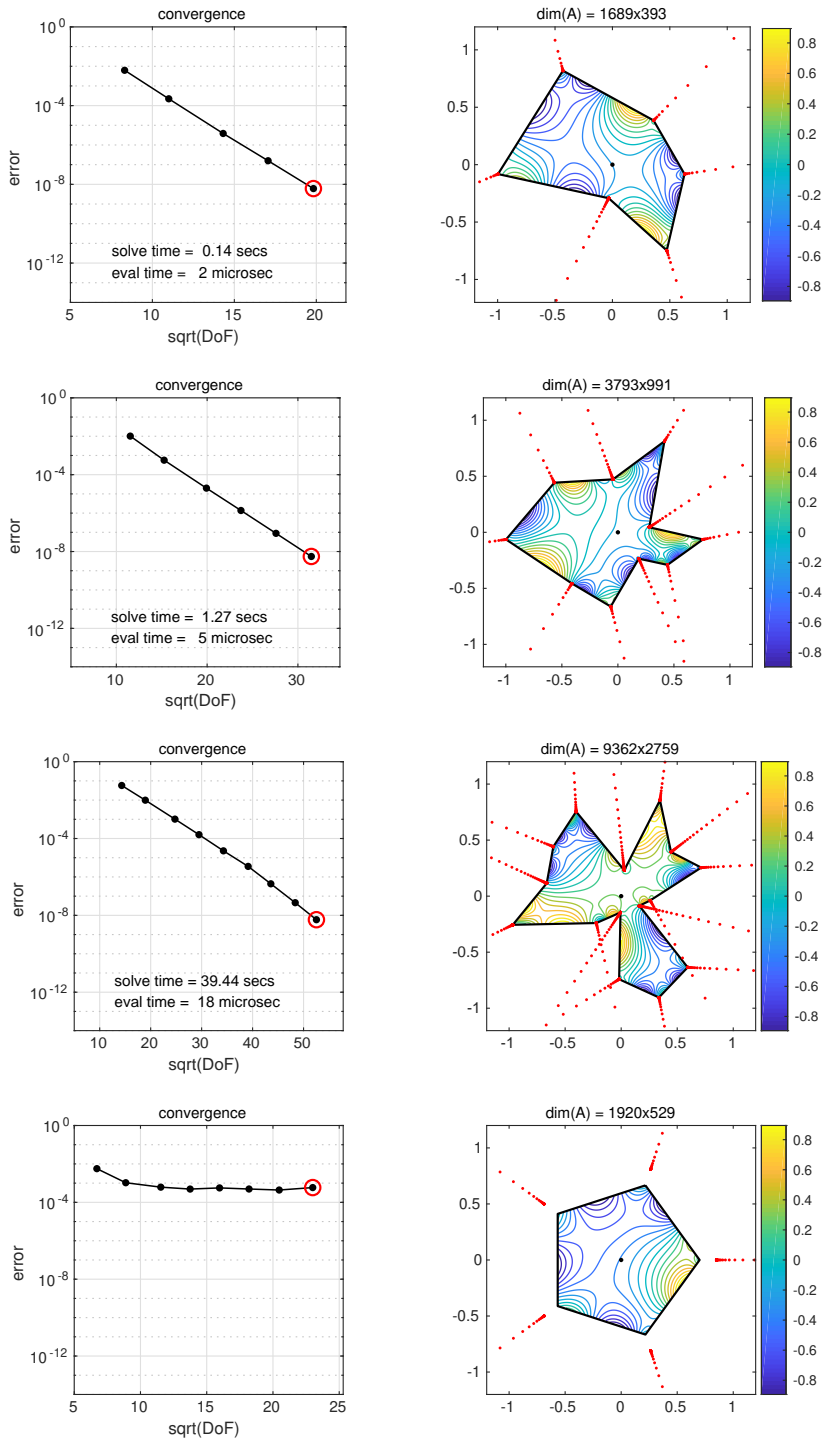 convergence
10^0
10^-4
10^-8
10^-12
error
solve time = 0.14 secs
eval time = 2 microsec
5 10 15 20
sqrt(DoF)
dim(A) = 1689x393
1
0.5
0
-0.5
-1
-1 -0.5 0 0.5 1
0.8
0.6
0.4
0.2
0
-0.2
-0.4
-0.6
-0.8
convergence
10^0
10^-4
10^-8
10^-12
error
solve time = 1.27 secs
eval time = 5 microsec
10 20 30
sqrt(DoF)
dim(A) = 3793x991
1
0.5
0
-0.5
-1
-1 -0.5 0 0.5 1
0.8
0.6
0.4
0.2
0
-0.2
-0.4
-0.6
-0.8
convergence
10^0
10^-4
10^-8
10^-12
error
solve time = 39.44 secs
eval time = 18 microsec
10 20 30 40 50
sqrt(DoF)
dim(A) = 9362x2759
1
0.5
0
-0.5
-1
-1 -0.5 0 0.5 1
0.8
0.6
0.4
0.2
0
-0.2
-0.4
-0.6
-0.8
convergence
10^0
10^-4
10^-8
10^-12
error
5 10 15 20 25
sqrt(DoF)
dim(A) = 1920x529
1
0.5
0
-0.5
-1
-1 -0.5 0 0.5 1
0.8
0.6
0.4
0.2
0
-0.2
-0.4
-0.6
-0.8